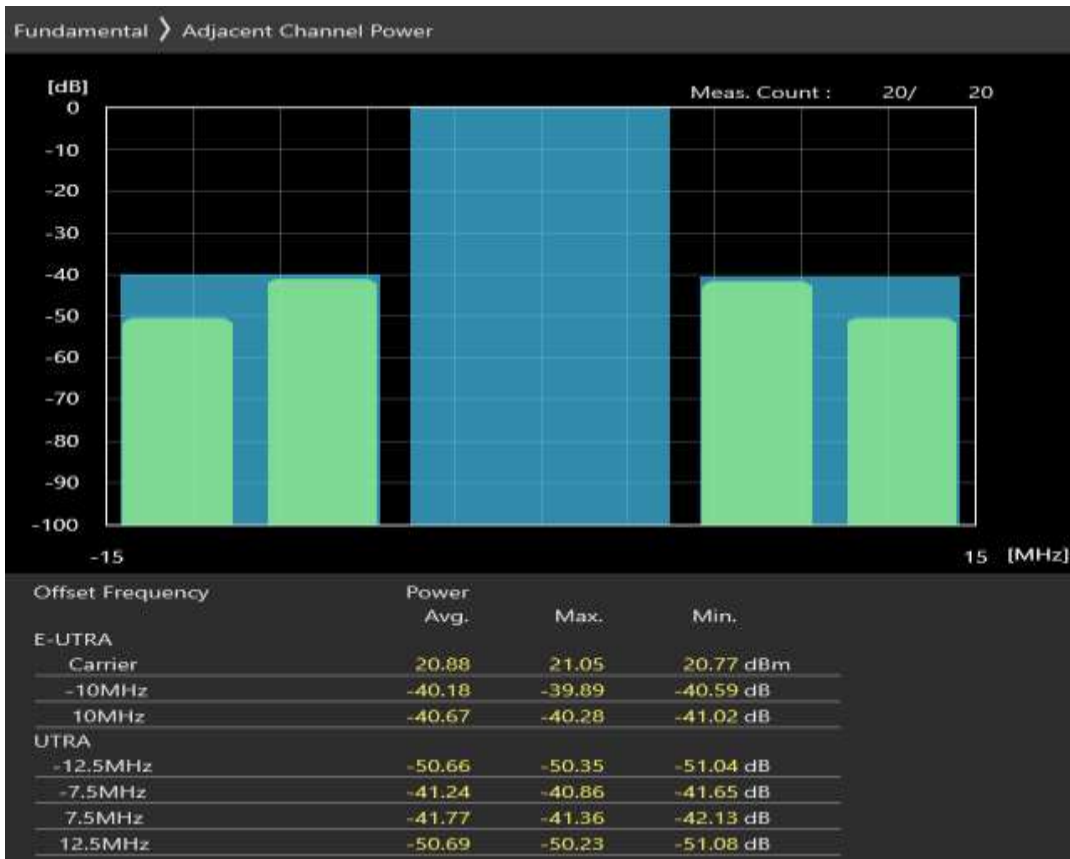 Fundamental 〉 Adjacent Channel Power
[dB]
Meas. Count : 20/ 20
0
-10
-20
-30
-40
-50
-60
-70
-80
-90
-100
-15 15 [MHz]
Offset Frequency Power
Avg. Max. Min.
E-UTRA
Carrier 20.88 21.05 20.77 dBm
-10MHz -40.18 -39.89 -40.59 dB
10MHz -40.67 -40.28 -41.02 dB
UTRA
-12.5MHz -50.66 -50.35 -51.04 dB
-7.5MHz -41.24 -40.86 -41.65 dB
7.5MHz -41.77 -41.36 -42.13 dB
12.5MHz -50.69 -50.23 -51.08 dB